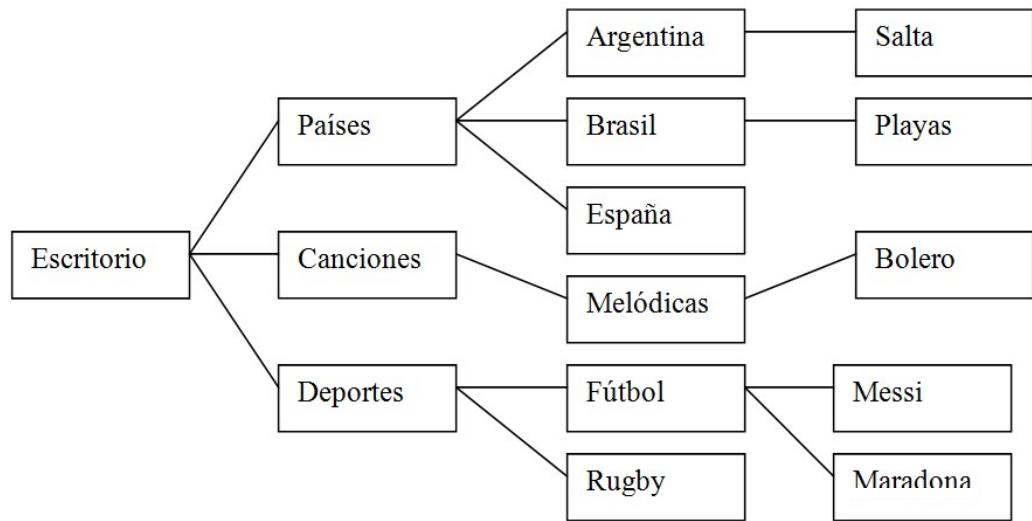 Argentina
Salta
Países
Brasil
Playas
España
Escritorio
Canciones
Bolero
Melódicas
Deportes
Fútbol
Messi
Rugby
Maradona